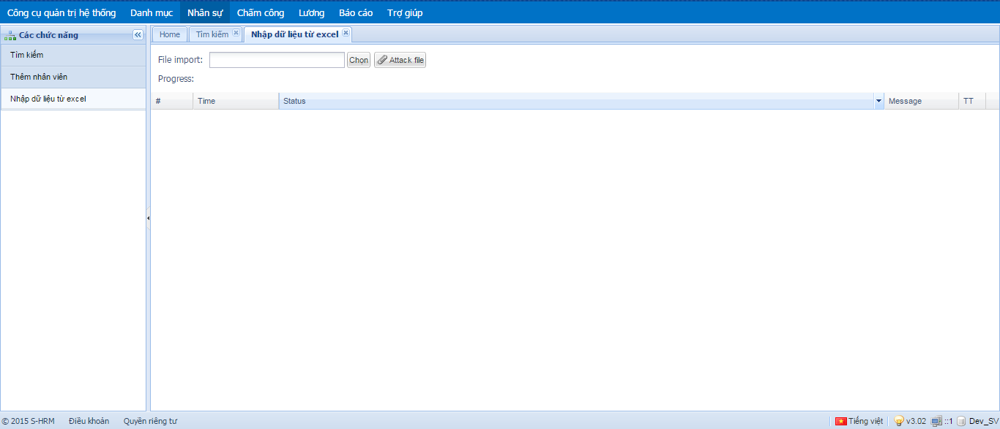 Công cụ quản trị hệ thống Danh mục Nhân sự Chấm công Lương Báo cáo Trợ giúp
Các chức năng
Tìm kiếm
Thêm nhân viên
Nhập dữ liệu từ excel
Home Tìm kiếm Nhập dữ liệu từ excel
File import: Chọn Attack file
Progress:
# Time Status Message TT
© 2015 S-HRM Điều khoản Quyền riêng tư Tiếng việt v3.02 ::1 Dev_SV